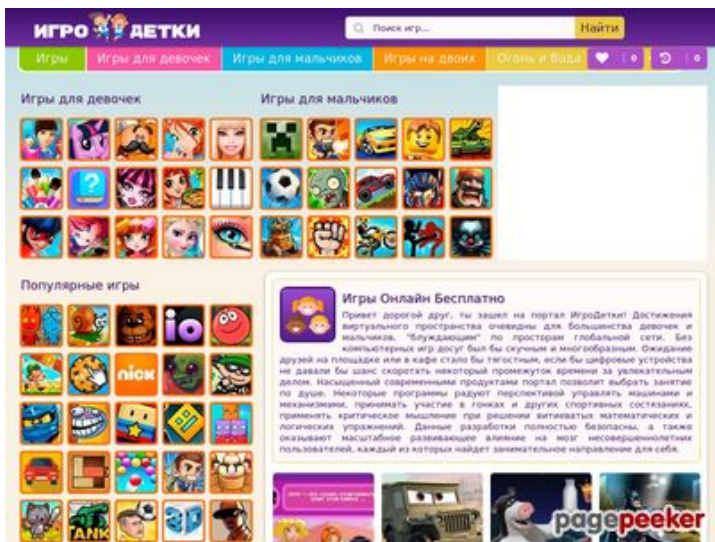 ИГРО ДЕТКИ
Поиск игр...
Найти
Игры
Игры для девочек
Игры для мальчиков
Игры на двоих
Огонь и Вода
0
0
Игры для девочек
Игры для мальчиков
Популярные игры
io
nick
TANK
3D
Игры Онлайн Бесплатно
Привет дорогой друг, ты зашел на портал ИгроДетки! Достижения
виртуального пространства очевидны для большинства девочек и
мальчиков, "блуждающим" по просторам глобальной сети. Без
компьютерных игр досуг был бы скучным и многообразным. Ожидание
друзей на площадке или в кафе стало бы тягостным, если бы цифровые устройства
не давали бы шанс скоротать некоторый промежуток времени за увлекательным
делом. Насыщенный современными продуктами портал позволит выбрать занятие
по душе. Некоторые программы радуют перспективой управлять машинами и
механизмами, принимать участие в гонках и других спортивных состязаниях,
применять критическое мышление при решении витиеватых математических и
логических упражнений. Данные разработки полностью безопасны, а также
оказывают масштабное развивающее влияние на мозг несовершеннолетних
пользователей, каждый из которых найдет занимательное направление для себя.
pagepeeker